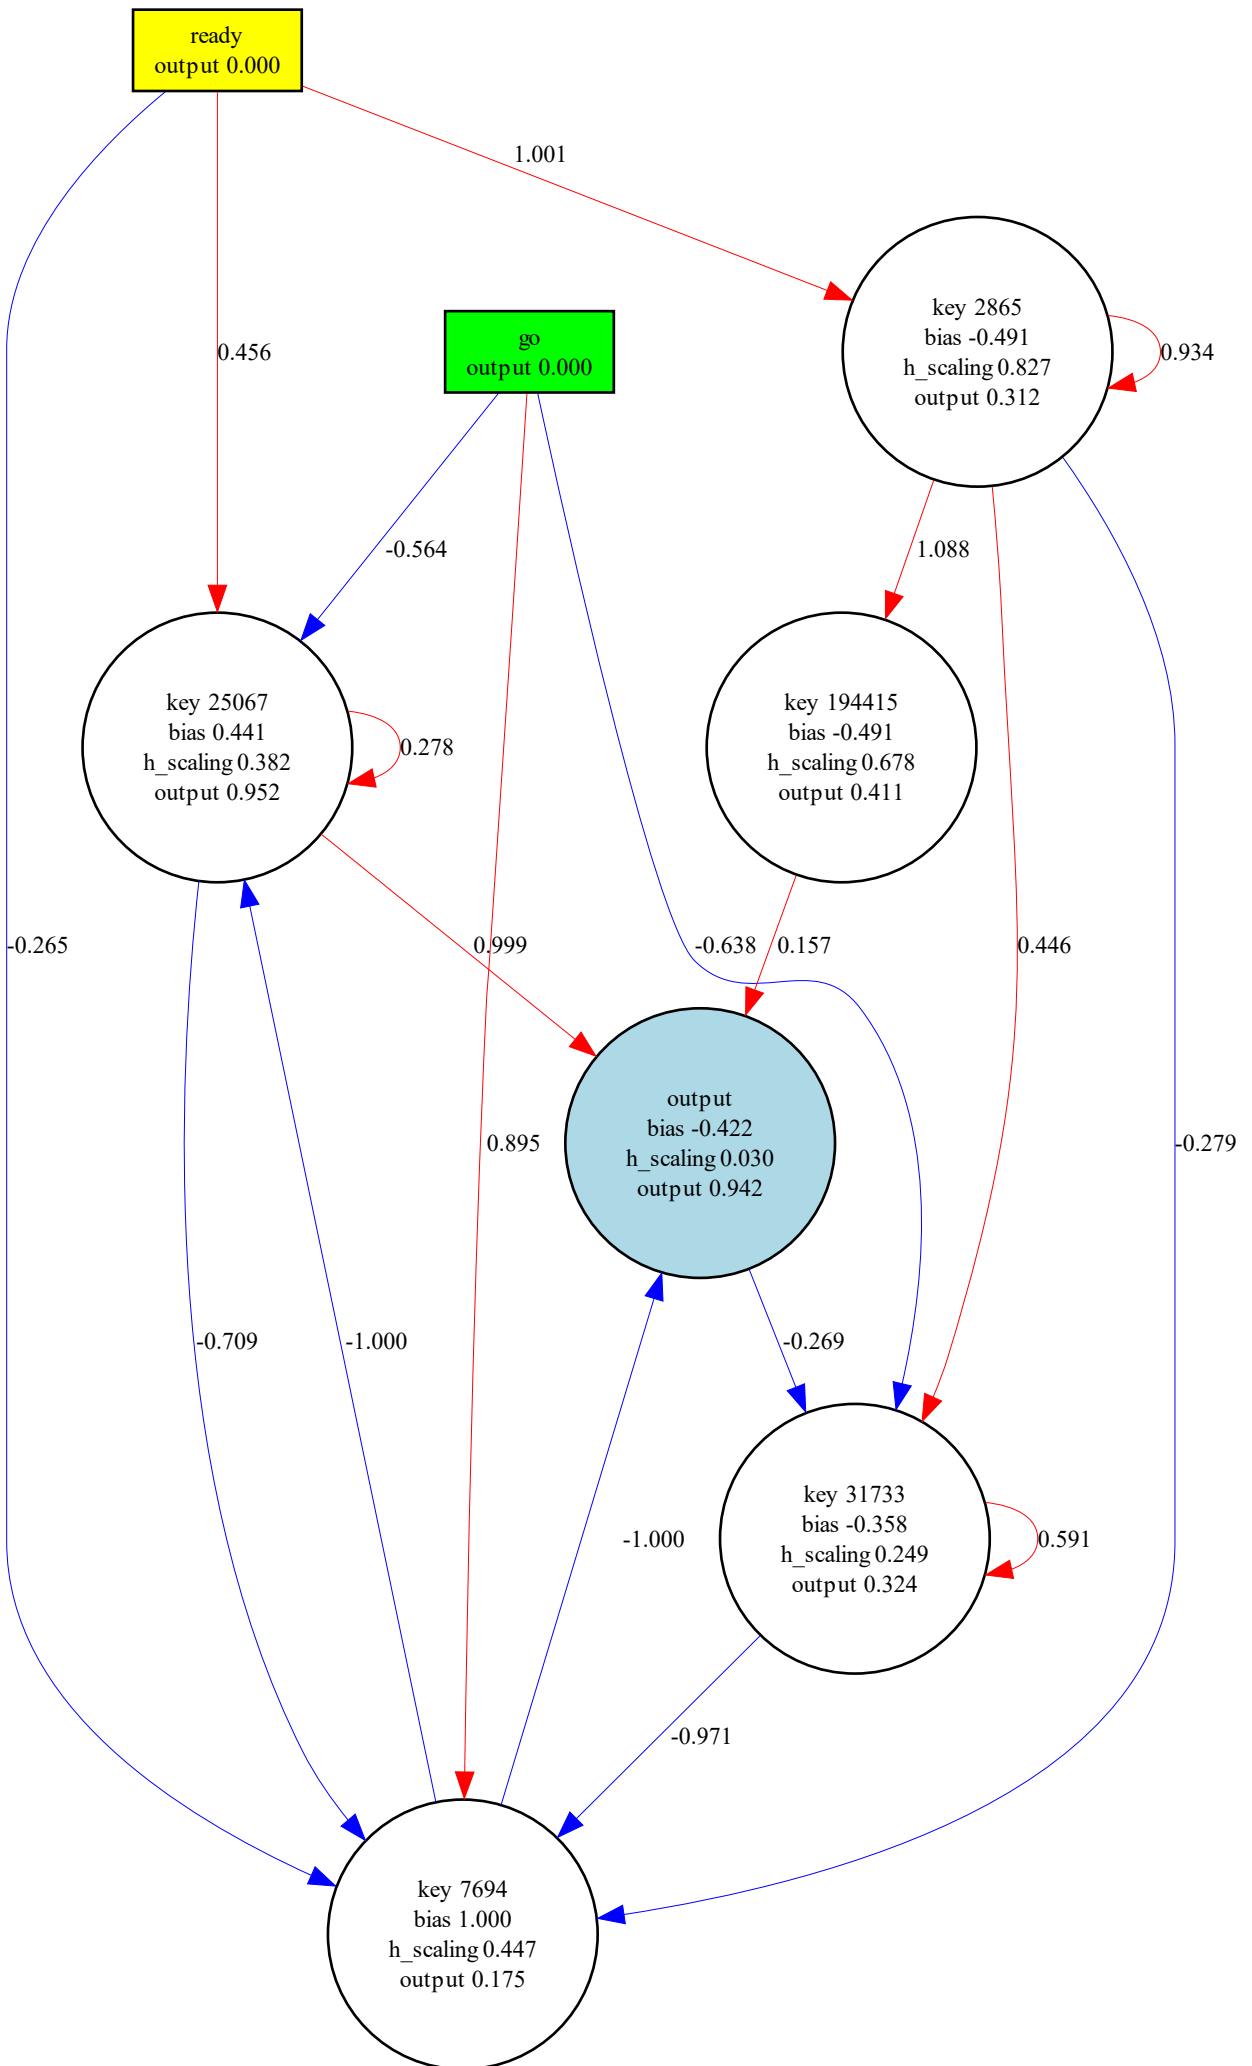 ready
output 0.000
1.001
key 2865
bias -0.491
h_scaling 0.827
output 0.312
0.934
go
output 0.000
0.456
-0.564
1.088
key 25067
bias 0.441
h_scaling 0.382
output 0.952
0.278
key 194415
bias -0.491
h_scaling 0.678
output 0.411
-0.265
0.999
-0.638
0.157
0.446
output
bias -0.422
h_scaling 0.030
output 0.942
0.895
-0.279
-0.709
-1.000
-0.269
-1.000
key 31733
bias -0.358
h_scaling 0.249
output 0.324
0.591
-0.971
key 7694
bias 1.000
h_scaling 0.447
output 0.175